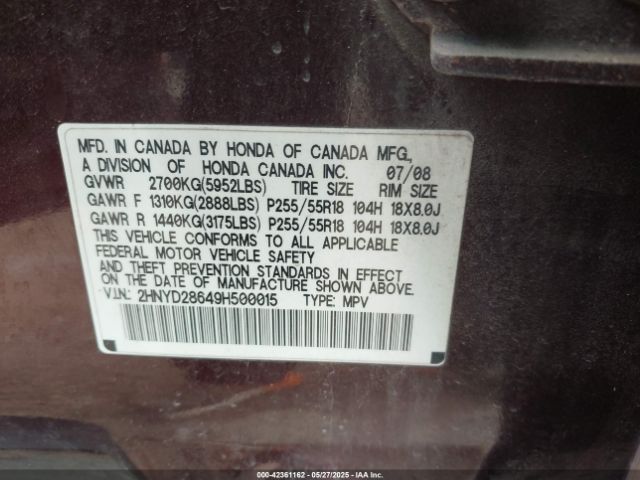 MFD. IN CANADA BY HONDA OF CANADA MFG.,
A DIVISION OF HONDA CANADA INC. 07/08
GVWR 2700KG(5952LBS) TIRE SIZE RIM SIZE
GAWR F 1310KG(2888LBS) P255/55R18 104H 18X8.0J
GAWR R 1440KG(3175LBS) P255/55R18 104H 18X8.0J
THIS VEHICLE CONFORMS TO ALL APPLICABLE
FEDERAL MOTOR VEHICLE SAFETY
AND THEFT PREVENTION STANDARDS IN EFFECT
ON THE DATE OF MANUFACTURE SHOWN ABOVE.
V.I.N.: 2HNYD28649H500015 TYPE: MPV
000-42361162 - 05/27/2025 - IAAI INC.